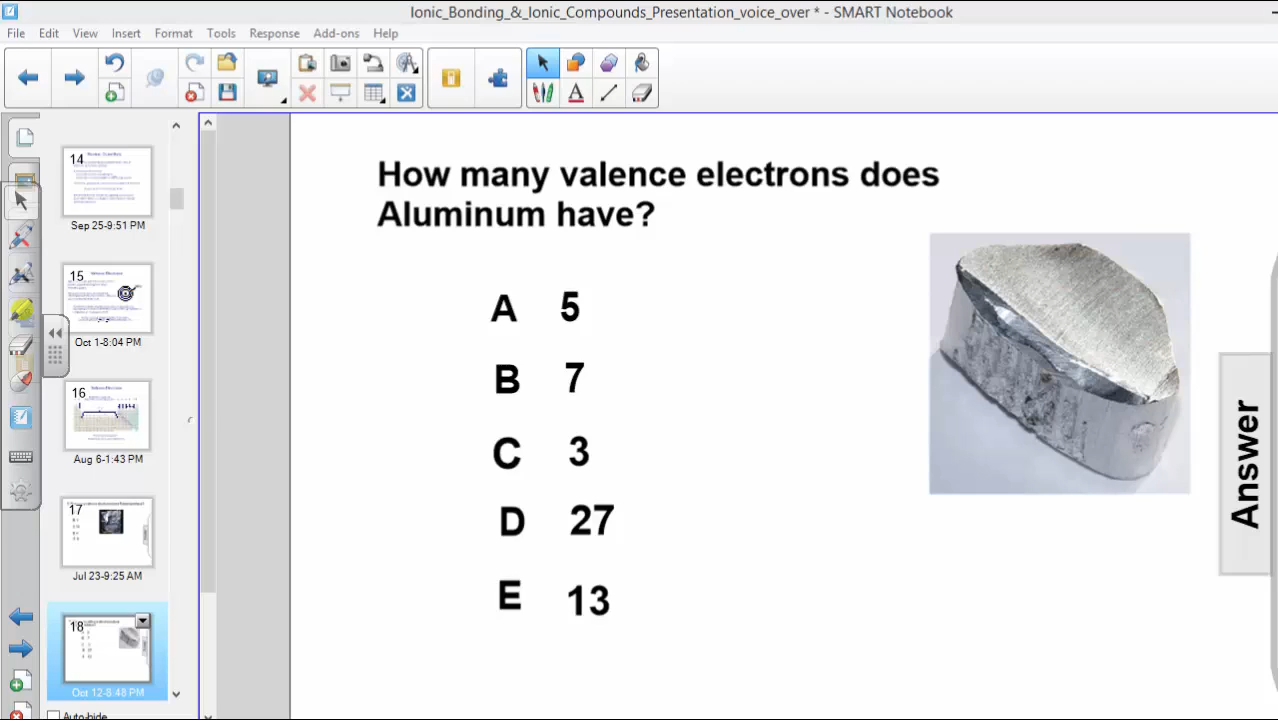 Ionic_Bonding_&_Ionic_Compounds_Presentation_voice_over * - SMART Notebook
File Edit View Insert Format Tools Response Add-ons Help
14
Sep 25-9:51 PM
15
Oct 1-8:04 PM
16
Aug 6-1:43 PM
17
Jul 23-9:25 AM
18
Oct 12-8:48 PM
Auto-hide
How many valence electrons does
Aluminum have?
A 5
B 7
C 3
D 27
E 13
Answer